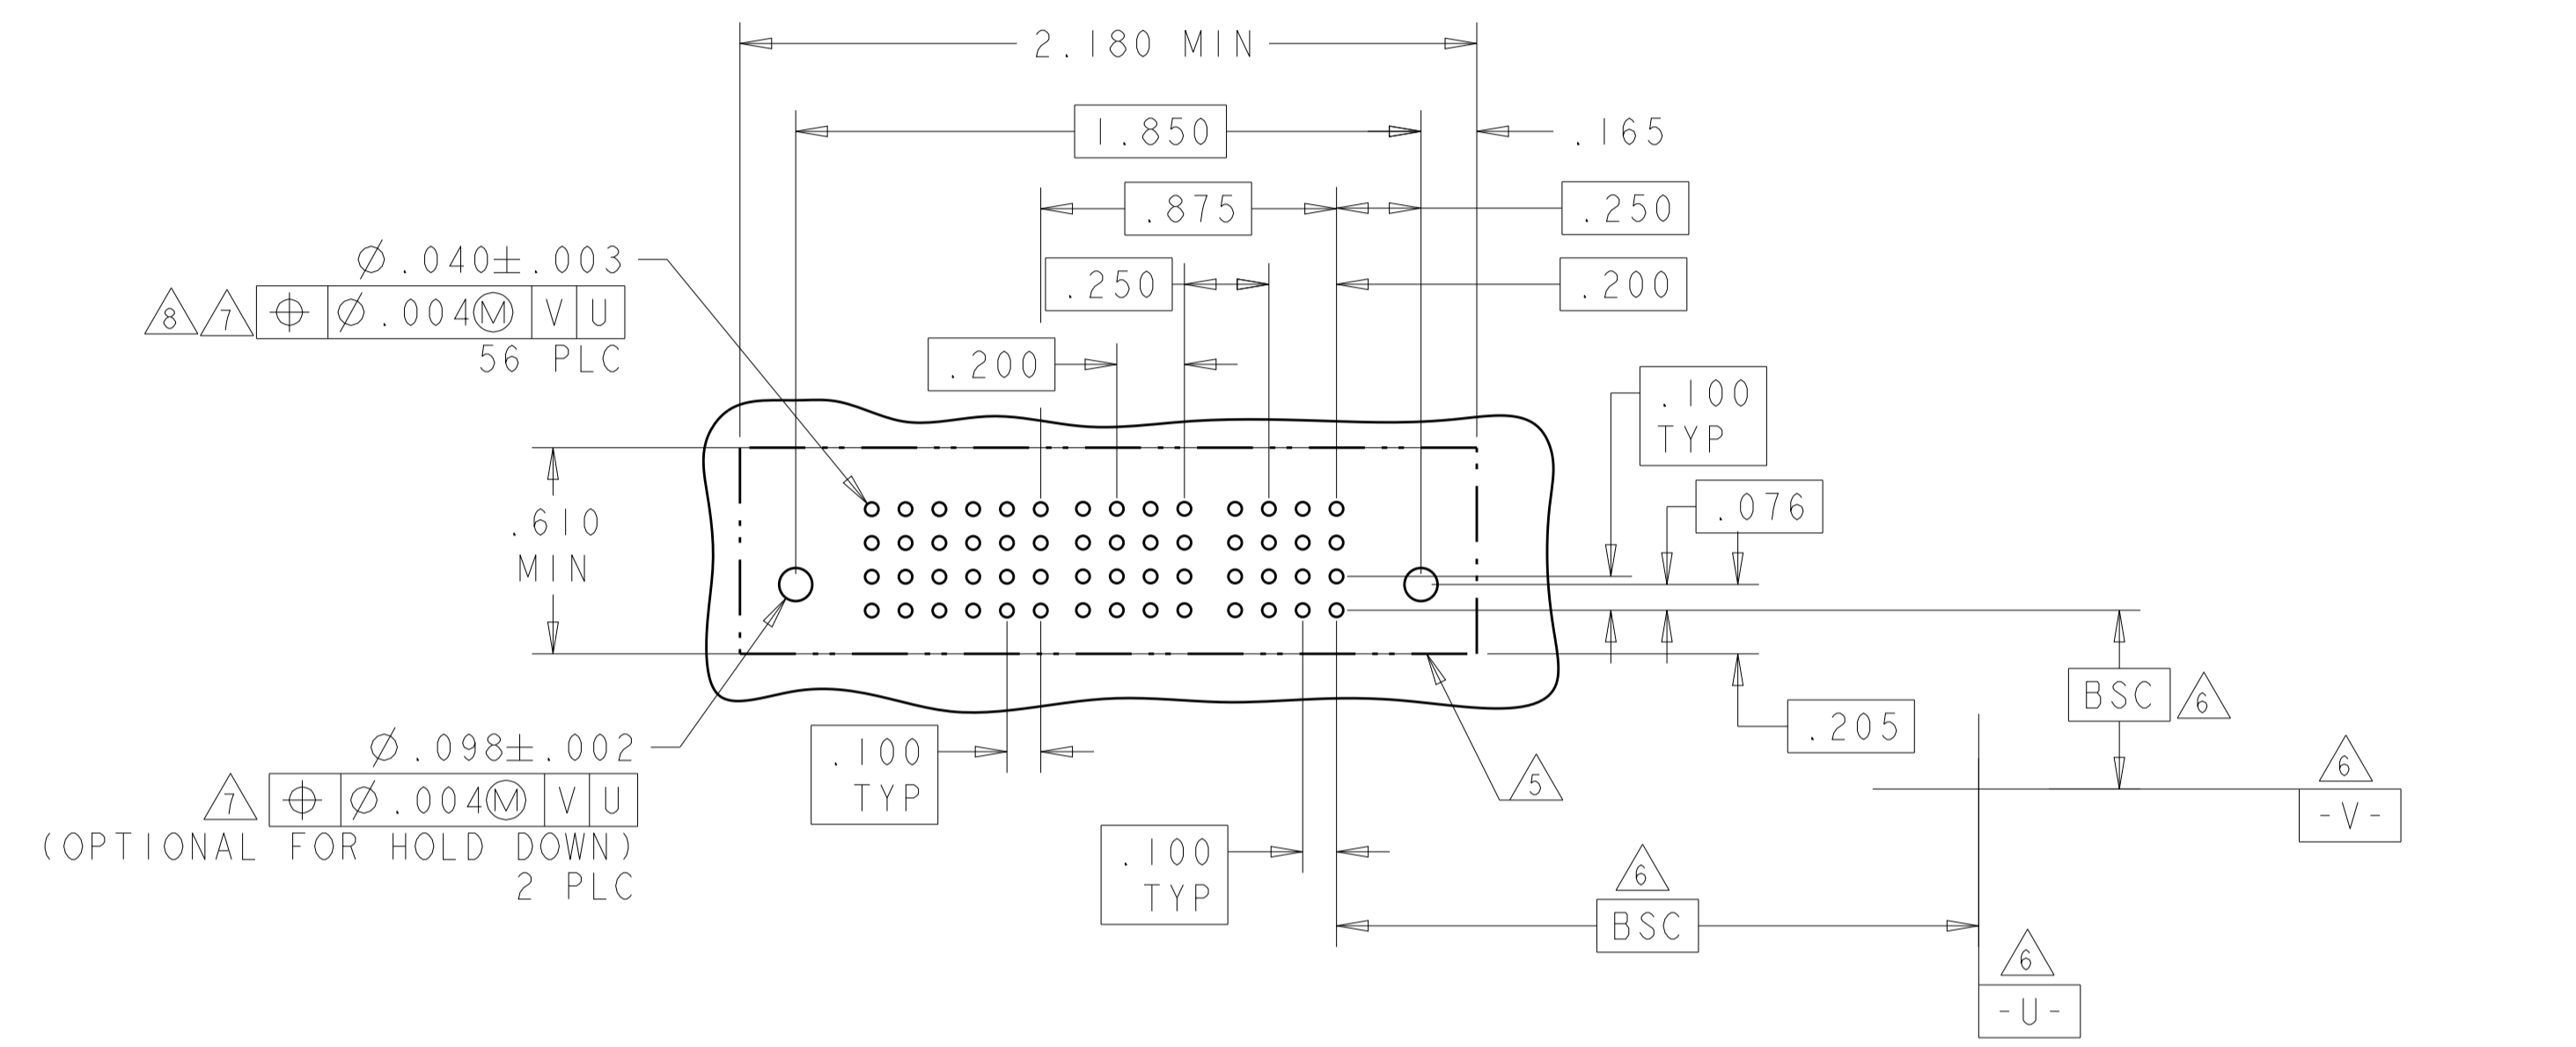 2.180 MIN
1.850
.165
.875
.250
.250
.200
.200
Ø.040±.003
8 7 ⌖ Ø.004Ⓜ V U
56 PLC
.100
TYP
.076
.610
MIN
BSC 6
.205
Ø.098±.002
7 ⌖ Ø.004Ⓜ V U
(OPTIONAL FOR HOLD DOWN)
2 PLC
.100
TYP
5
6
-V-
.100
TYP
6
BSC
6
-U-